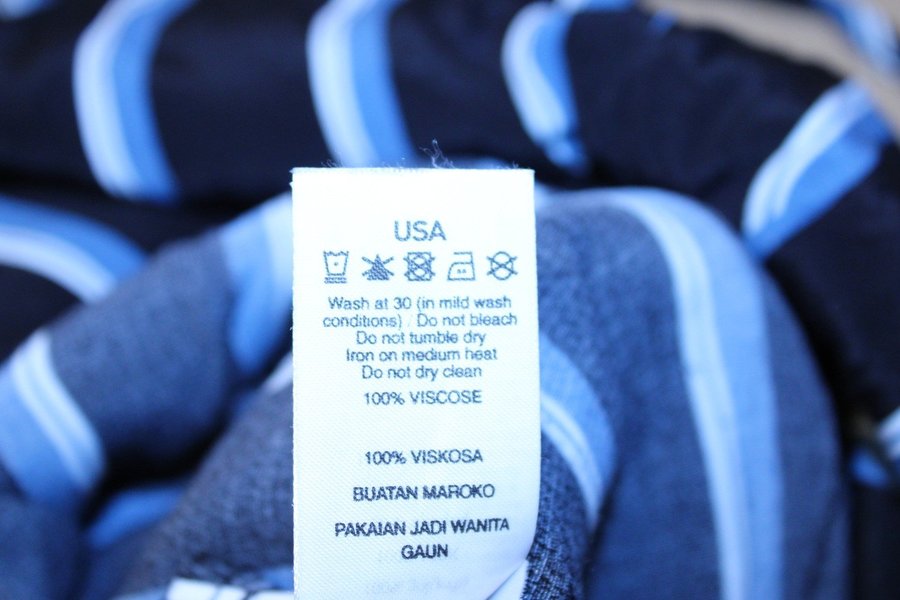 USA
Wash at 30 (in mild wash
conditions) / Do not bleach
Do not tumble dry
Iron on medium heat
Do not dry clean
100% VISCOSE
100% VISKOSA
BUATAN MAROKO
PAKAIAN JADI WANITA
GAUN